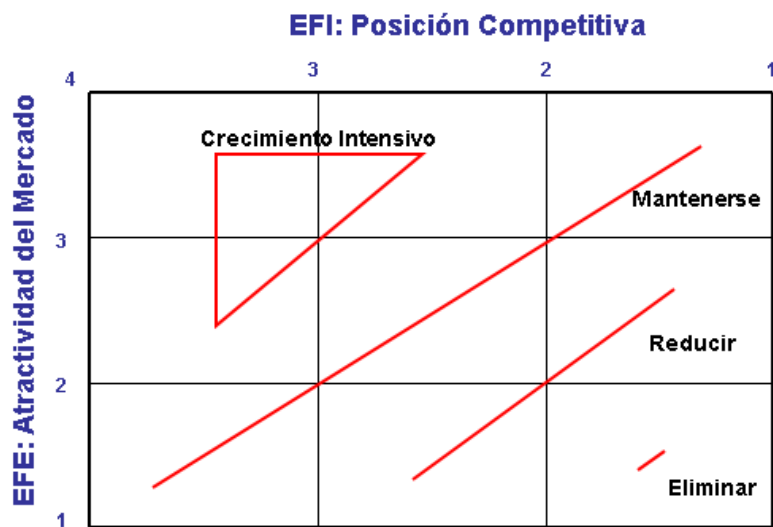 EFI: Posición Competitiva
4 3 2 1
Crecimiento Intensivo
Mantenerse
3
Reducir
2
Eliminar
1
EFE: Atractividad del Mercado